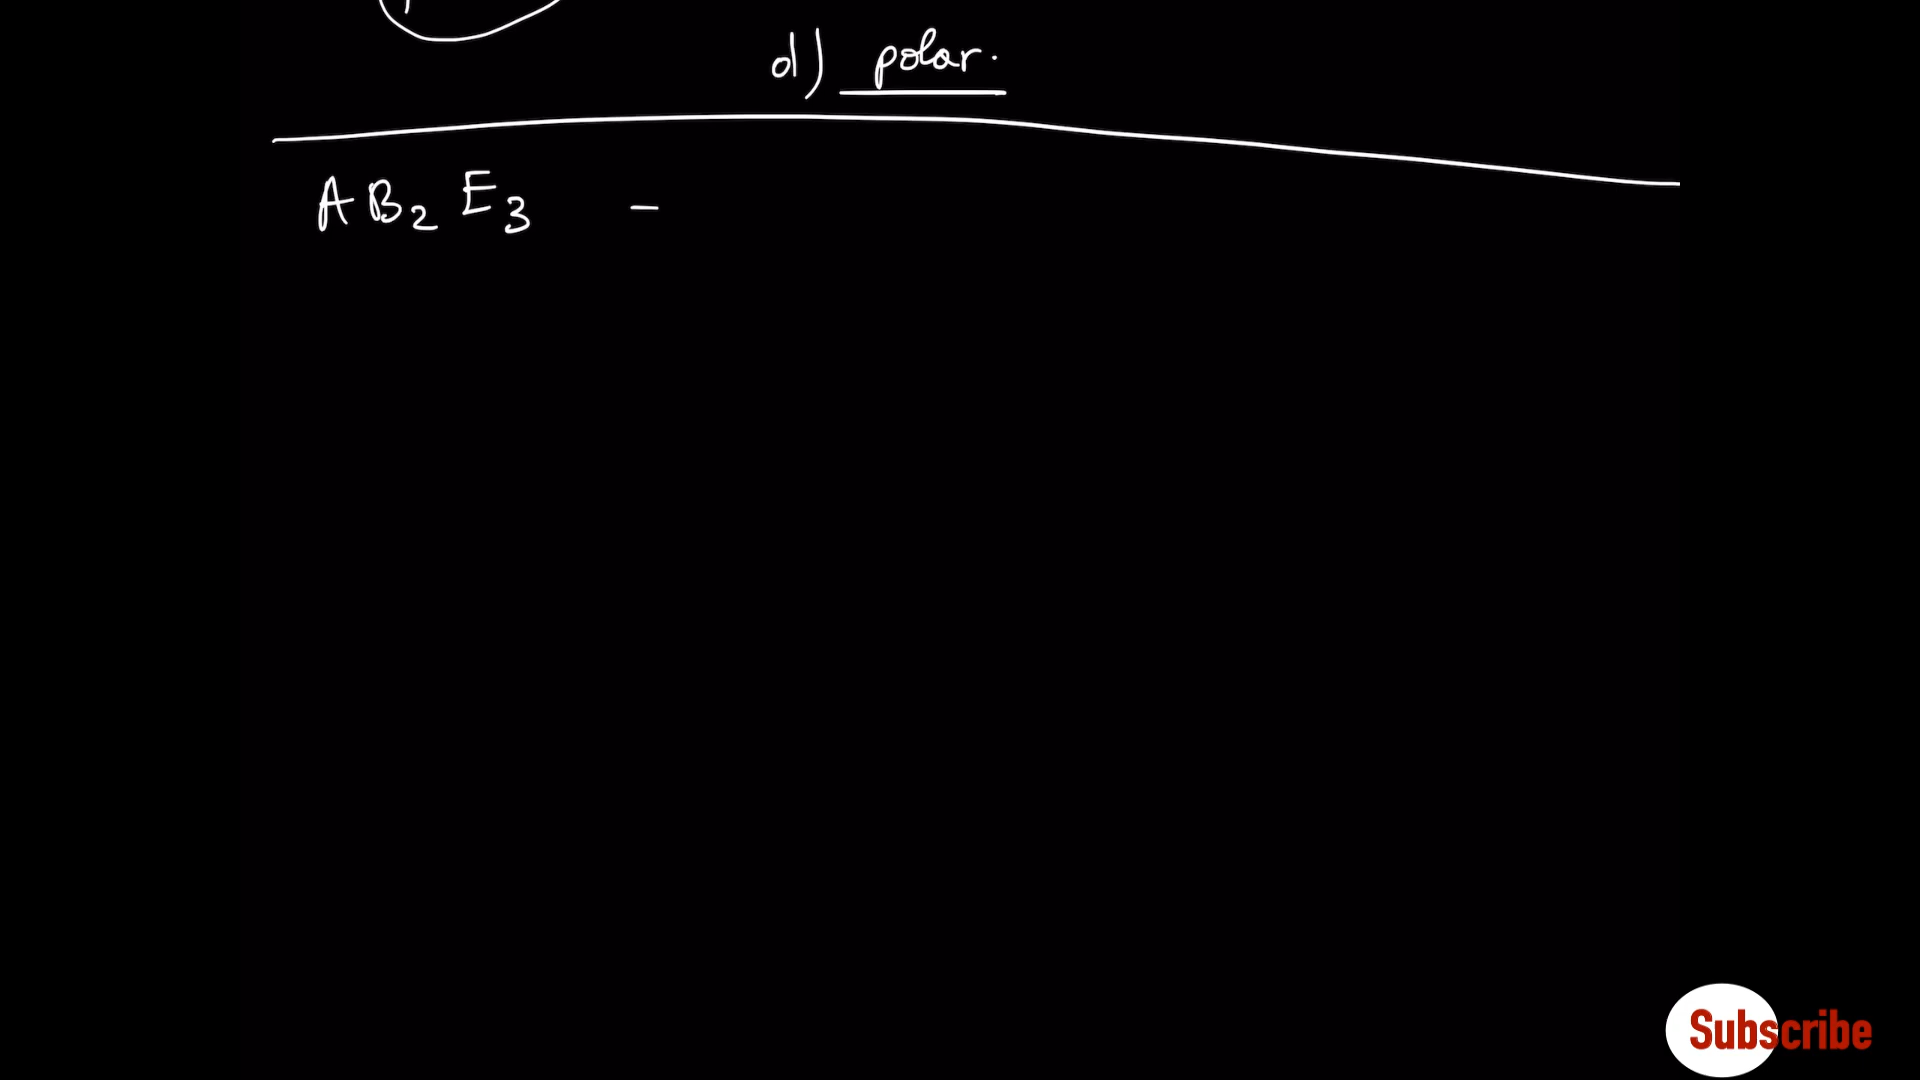 d) polar.
AB₂E₃ –
Subscribe